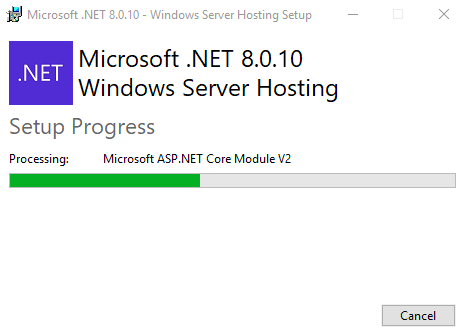 Microsoft .NET 8.0.10 - Windows Server Hosting Setup
.NET
Microsoft .NET 8.0.10
Windows Server Hosting
Setup Progress
Processing: Microsoft ASP.NET Core Module V2
Cancel